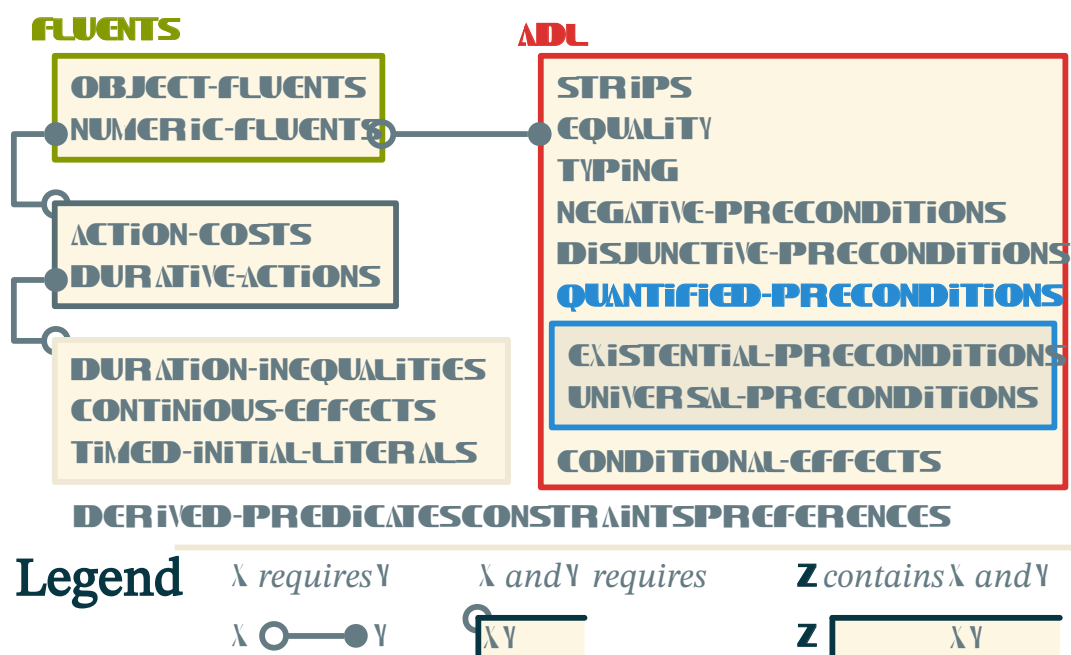 FLUENTS
OBJECT-FLUENTS
NUMERiC-FLUENTS
ACTiON-COSTS
DURATiVE-ACTiONS
DURATiON-iNEQUALiTiES
CONTiNiOUS-EFFECTS
TiMED-iNiTiAL-LiTERALS
ADL
STRiPS
EQUALiTY
TYPiNG
NEGATiVE-PRECONDiTiONS
DiSJUNCTiVE-PRECONDiTiONS
QUANTiFiED-PRECONDiTiONS
EXiSTENTiAL-PRECONDiTiONS
UNiVERSAL-PRECONDiTiONS
CONDiTiONAL-EFFECTS
DERiVED-PREDiCATESCONSTRAiNTSPREFERENCES
Legend
X requires Y
X and Y requires
Z contains X and Y
X Y
X Y
Z X Y